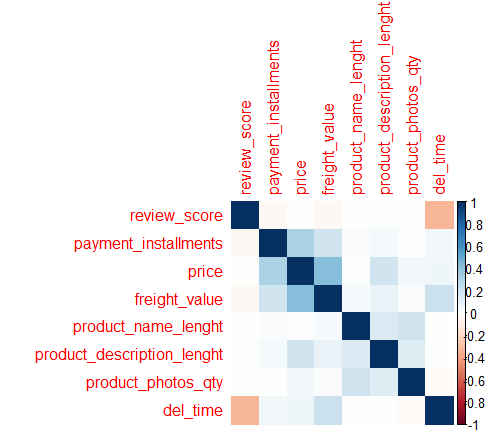 review_score
payment_installments
price
freight_value
product_name_lenght
product_description_lenght
product_photos_qty
del_time
review_score
payment_installments
price
freight_value
product_name_lenght
product_description_lenght
product_photos_qty
del_time
1
0.8
0.6
0.4
0.2
0
-0.2
-0.4
-0.6
-0.8
-1